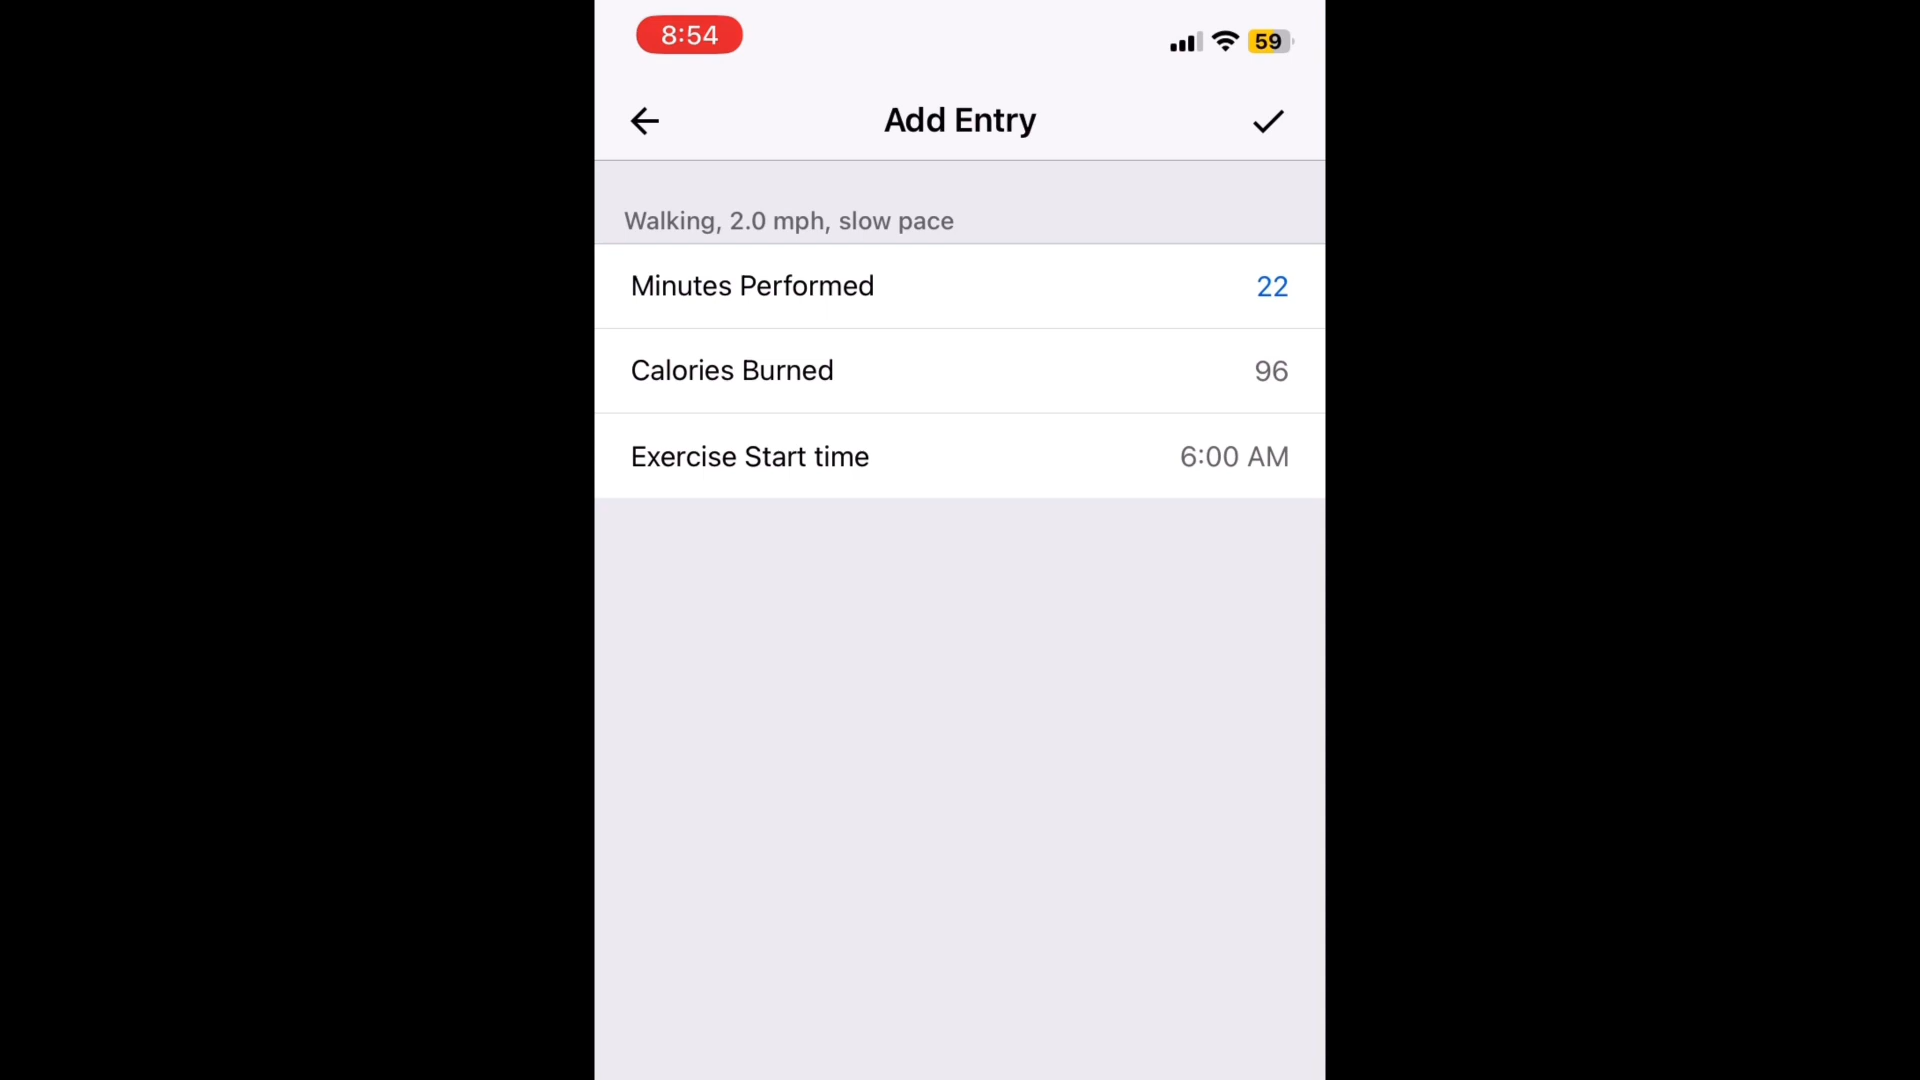 8:54
59
Add Entry
Walking, 2.0 mph, slow pace
Minutes Performed 22
Calories Burned 96
Exercise Start time 6:00 AM